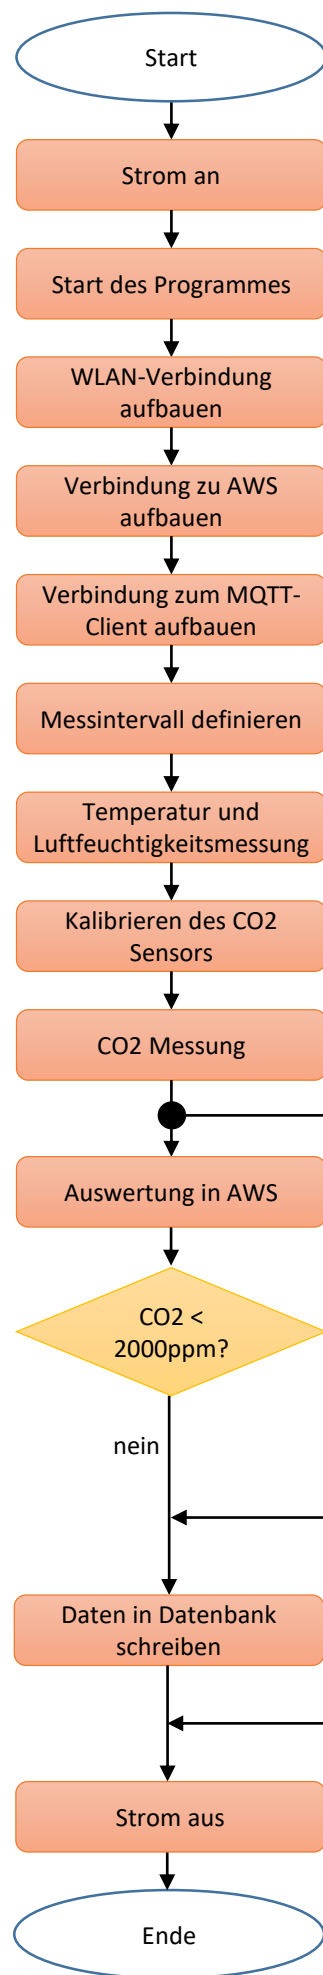 Start
Strom an
Start des Programmes
WLAN-Verbindung
aufbauen
Verbindung zu AWS
aufbauen
Verbindung zum MQTT-
Client aufbauen
Messintervall definieren
Temperatur und
Luftfeuchtigkeitsmessung
Kalibrieren des CO2
Sensors
CO2 Messung
Auswertung in AWS
CO2 <
2000ppm?
nein
Daten in Datenbank
schreiben
Strom aus
Ende